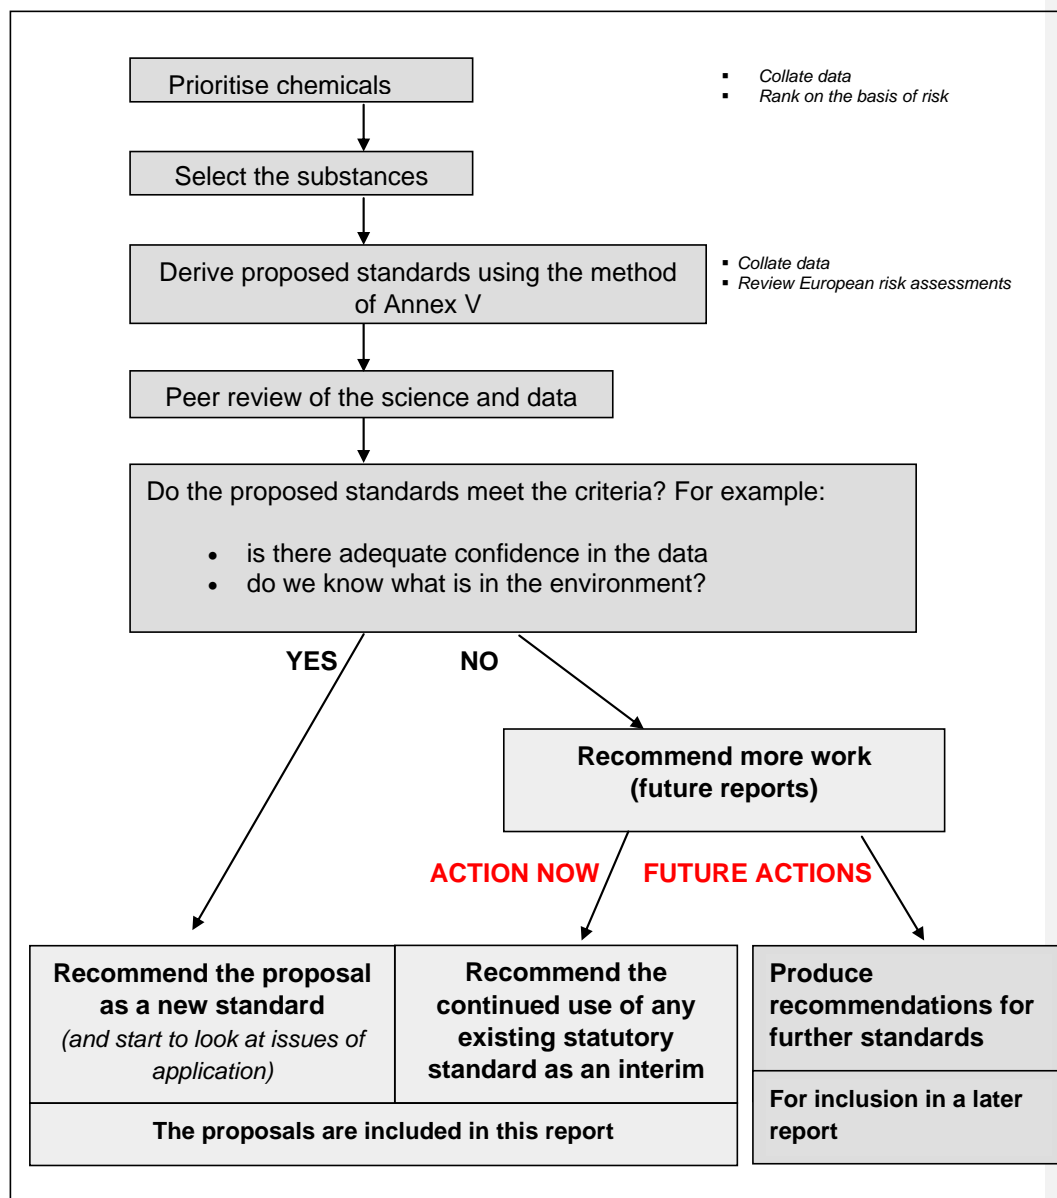 Prioritise chemicals
▪ Collate data
▪ Rank on the basis of risk
Select the substances
Derive proposed standards using the method
of Annex V
▪ Collate data
▪ Review European risk assessments
Peer review of the science and data
Do the proposed standards meet the criteria? For example:
• is there adequate confidence in the data
• do we know what is in the environment?
YES
NO
Recommend more work
(future reports)
ACTION NOW
FUTURE ACTIONS
Recommend the proposal
as a new standard
(and start to look at issues of
application)
Recommend the
continued use of any
existing statutory
standard as an interim
The proposals are included in this report
Produce
recommendations for
further standards
For inclusion in a later
report